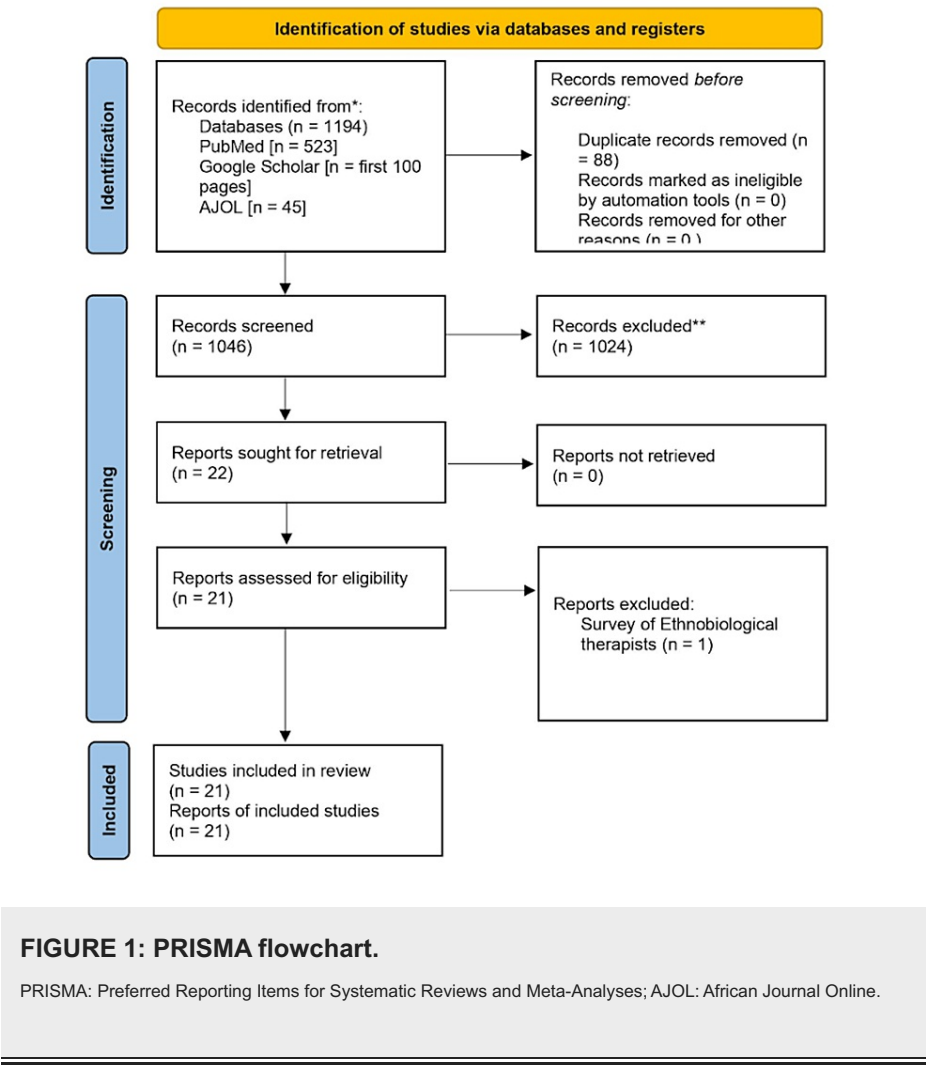 Identification of studies via databases and registers
Identification
Records identified from*:
Databases (n = 1194)
PubMed [n = 523]
Google Scholar [n = first 100
pages]
AJOL [n = 45]
Records removed before
screening:
Duplicate records removed (n
= 88)
Records marked as ineligible
by automation tools (n = 0)
Records removed for other
reasons (n = 0 )
Screening
Records screened
(n = 1046)
Records excluded**
(n = 1024)
Reports sought for retrieval
(n = 22)
Reports not retrieved
(n = 0)
Reports assessed for eligibility
(n = 21)
Reports excluded:
Survey of Ethnobiological
therapists (n = 1)
Included
Studies included in review
(n = 21)
Reports of included studies
(n = 21)
FIGURE 1: PRISMA flowchart.
PRISMA: Preferred Reporting Items for Systematic Reviews and Meta-Analyses; AJOL: African Journal Online.